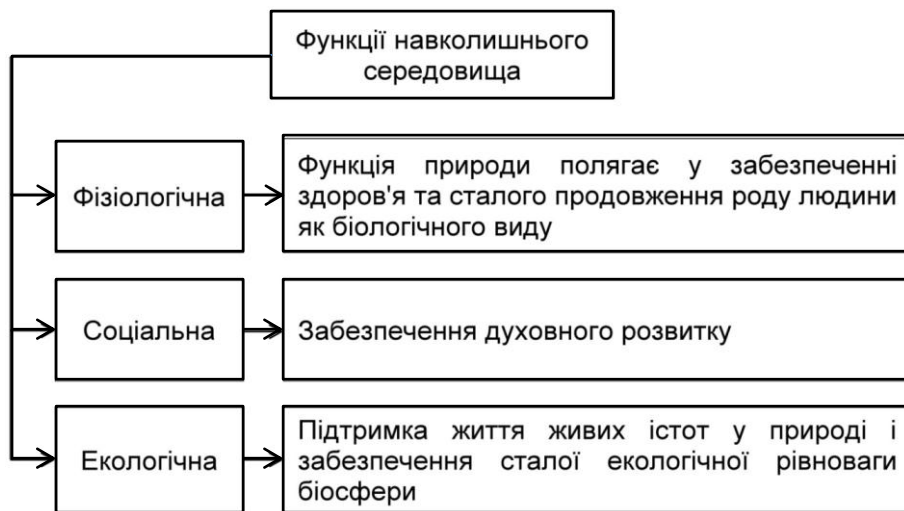 Функції навколишнього
середовища
Фізіологічна
Функція природи полягає у забезпеченні
здоров'я та сталого продовження роду людини
як біологічного виду
Соціальна
Забезпечення духовного розвитку
Екологічна
Підтримка життя живих істот у природі і
забезпечення сталої екологічної рівноваги
біосфери